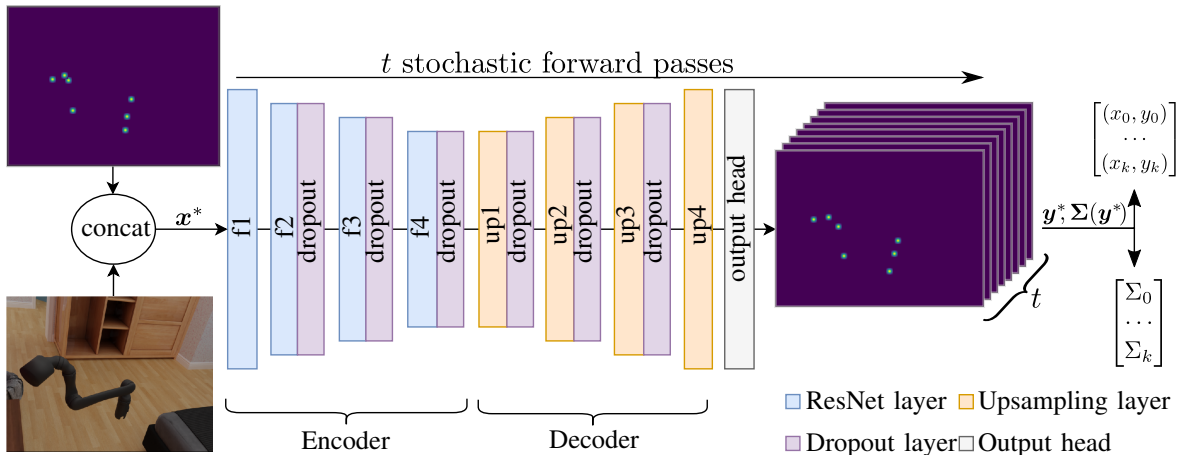 t stochastic forward passes
concat
x*
f1
f2
dropout
f3
dropout
f4
dropout
up1
dropout
up2
dropout
up3
dropout
up4
output head
t
y*, Σ(y*)
(x₀, y₀)
...
(xₖ, yₖ)
Σ₀
...
Σₖ
Encoder
Decoder
ResNet layer
Upsampling layer
Dropout layer
Output head